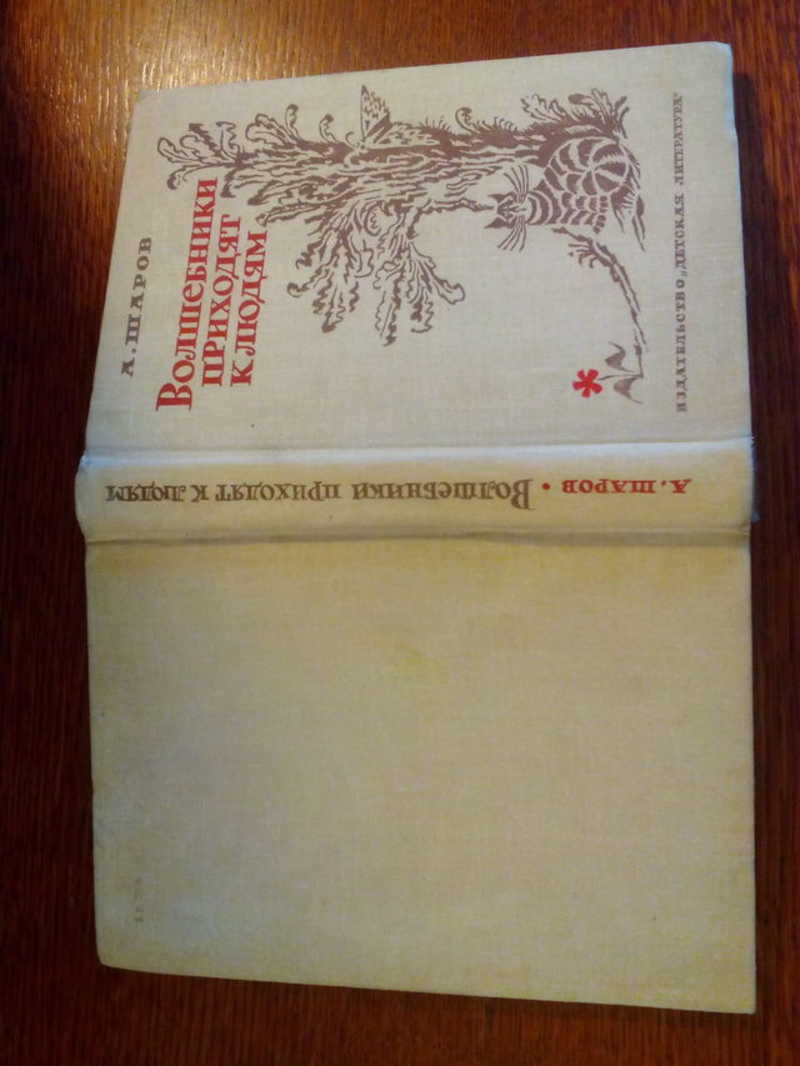 А. ШАРОВ
ВОЛШЕБНИКИ
ПРИХОДЯТ
К ЛЮДЯМ
ИЗДАТЕЛЬСТВО „ДЕТСКАЯ ЛИТЕРАТУРА"
А. ШАРОВ • ВОЛШЕБНИКИ ПРИХОДЯТ К ЛЮДЯМ